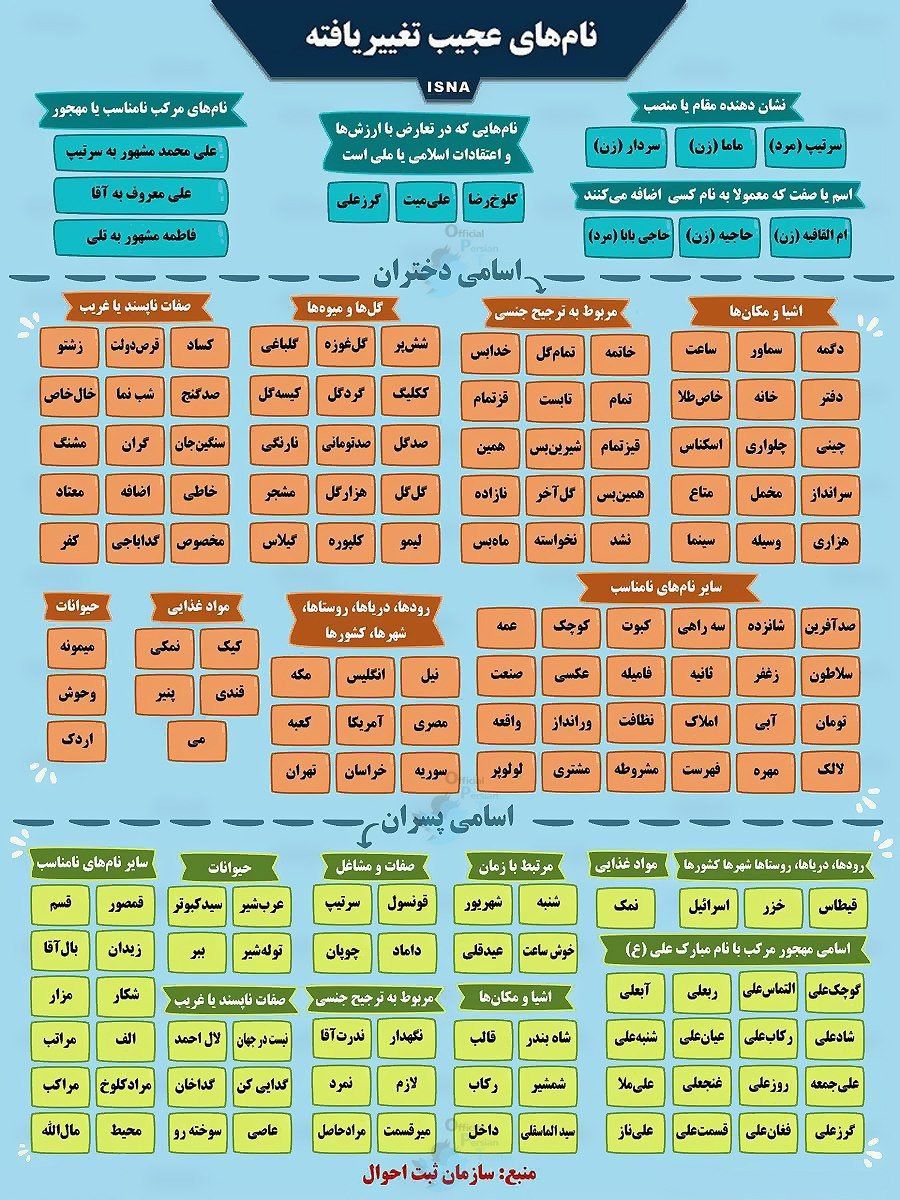 نام‌های عجیب تغییر یافته
ISNA
نشان دهنده مقام یا منصب
سرتیپ (مرد) ماما (زن) سردار (زن)
اسم یا صفت که معمولا به نام کسی اضافه می‌کنند
ام القافیه (زن) حاجیه (زن) حاجی بابا (مرد)
نام‌هایی که در تعارض با ارزش‌ها
و اعتقادات اسلامی یا ملی است
کلوخ‌رضا علی‌میت گرزعلی
نام‌های مرکب نامناسب یا مهجور
علی محمد مشهور به سرتیپ
علی معروف به آقا
فاطمه مشهور به تلی
Official
Persian
اسامی دختران
اشیا و مکان‌ها
دگمه سماور ساعت
دفتر خانه خاص‌طلا
چینی چلواری اسکناس
سرانداز مخمل متاع
هزاری وسیله سینما
مربوط به ترجیح جنسی
خاتمه تمام‌گل خدابس
تمام تابست قزتمام
قیزتمام شیرین‌بس همین
همین‌بس گل‌آخر نازاده
نشد نخواسته ماه‌بس
گل‌ها و میوه‌ها
شش‌پر گل‌غوزه گلباغی
ککلیگ گردگل کیسه‌گل
صدگل صدتومانی نارنگی
گل‌گل هزارگل مشجر
لیمو کلپوره گیلاس
صفات ناپسند یا غریب
کساد قرص‌دولت زشتو
صدگنج شب نما خال‌خاص
سنگین‌جان گران مشنگ
خاطی اضافه معتاد
مخصوص گداباجی کفر
سایر نام‌های نامناسب
صدآفرین شانزده سه راهی کبوت کوچک عمه
سلاطون زغفر ثانیه فامیله عکسی صنعت
تومان آبی املاک نظافت ورانداز واقعه
لالک مهره فهرست مشروطه مشتری لولوپر
رودها، دریاها، روستاها،
شهرها، کشورها
نیل انگلیس مکه
مصری آمریکا کعبه
سوریه خراسان تهران
مواد غذایی
کیک نمکی
قندی پنیر
می
حیوانات
میمونه
وحوش
اردک
Official
Persian
اسامی پسران
رودها، دریاها، روستاها شهرها کشورها
قیطاس خزر اسرائیل
مواد غذایی
نمک
اسامی مهجور مرکب با نام مبارک علی (ع)
کوچک‌علی التماس‌علی ربعلی آبعلی
شادعلی رکاب‌علی عیان‌علی شنبه‌علی
علی‌جمعه روزعلی غنجعلی علی‌ملا
گرزعلی فغان‌علی قسمت‌علی علی‌ناز
مرتبط با زمان
شنبه شهریور
خوش ساعت عیدقلی
اشیا و مکان‌ها
شاه بندر قالب
شمشیر رکاب
سید الماسقلی داخل
صفات و مشاغل
قونسول سرتیپ
داماد چوپان
مربوط به ترجیح جنسی
نگهدار ندرت‌آقا
لازم نمرد
میرقسمت مرادحاصل
حیوانات
عرب‌شیر سیدکبوتر
توله‌شیر ببر
صفات ناپسند یا غریب
نیست در جهان لال احمد
گدایی کن گداخان
عاصی سوخته رو
سایر نام‌های نامناسب
قمصور قسم
زیدان بال‌آقا
شکار مزار
الف مراتب
مرادکلوخ مراکب
محیط مال‌الله
Official
Persian
منبع: سازمان ثبت احوال